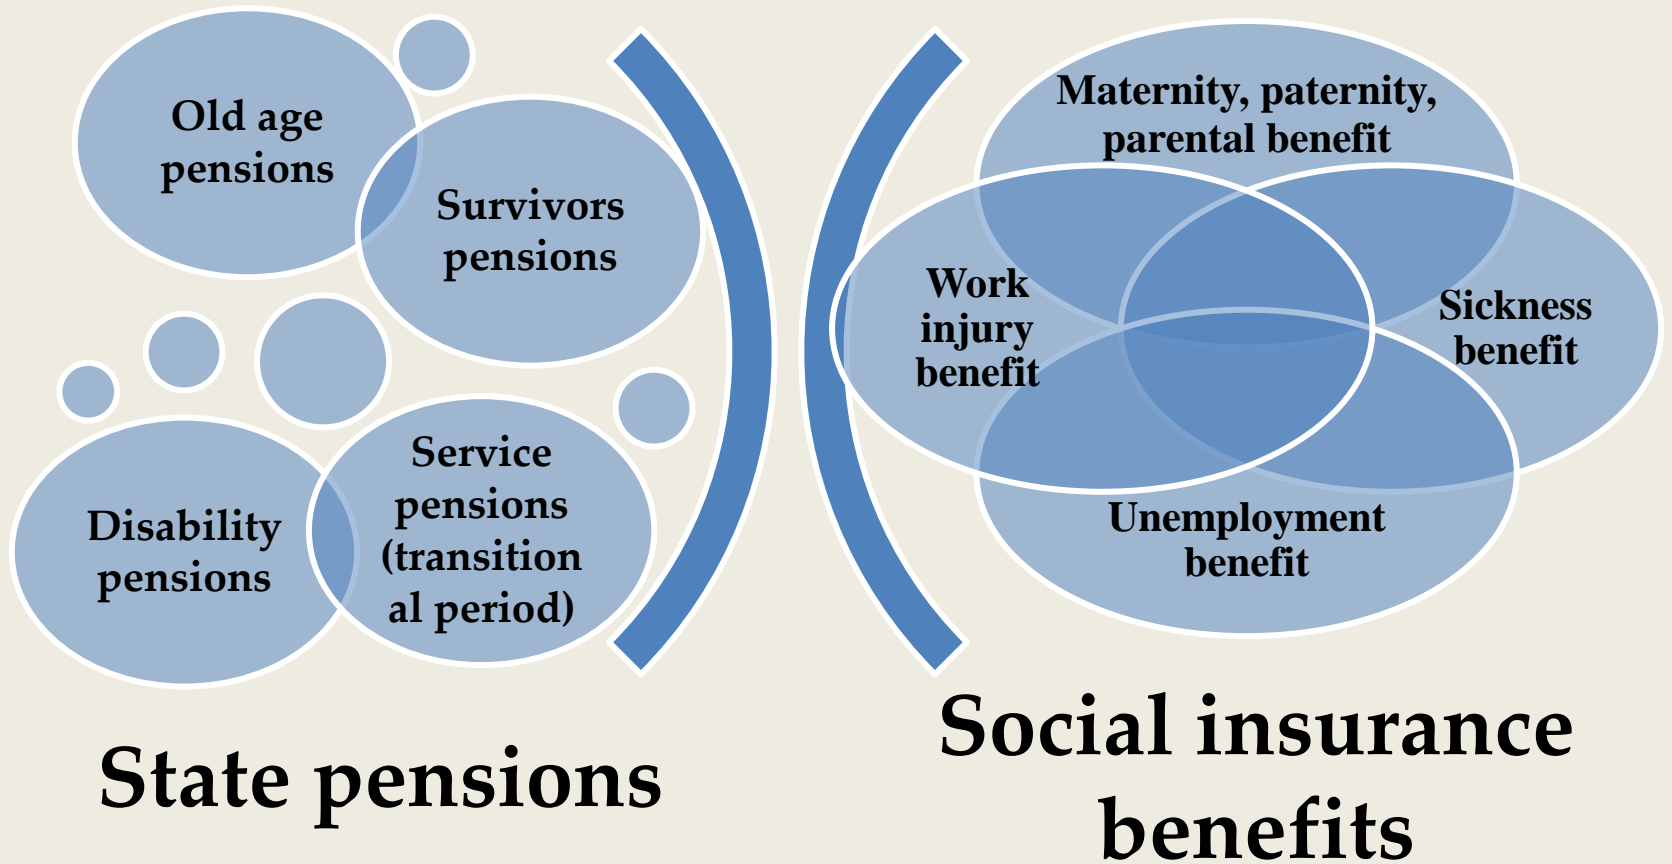 Old age
pensions
Survivors
pensions
Disability
pensions
Service
pensions
(transition
al period)
State pensions
Maternity, paternity,
parental benefit
Work
injury
benefit
Sickness
benefit
Unemployment
benefit
Social insurance
benefits